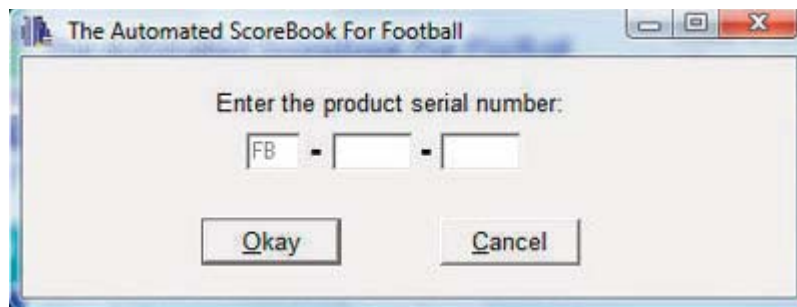 The Automated ScoreBook For Football
Enter the product serial number:
FB - -
Okay Cancel